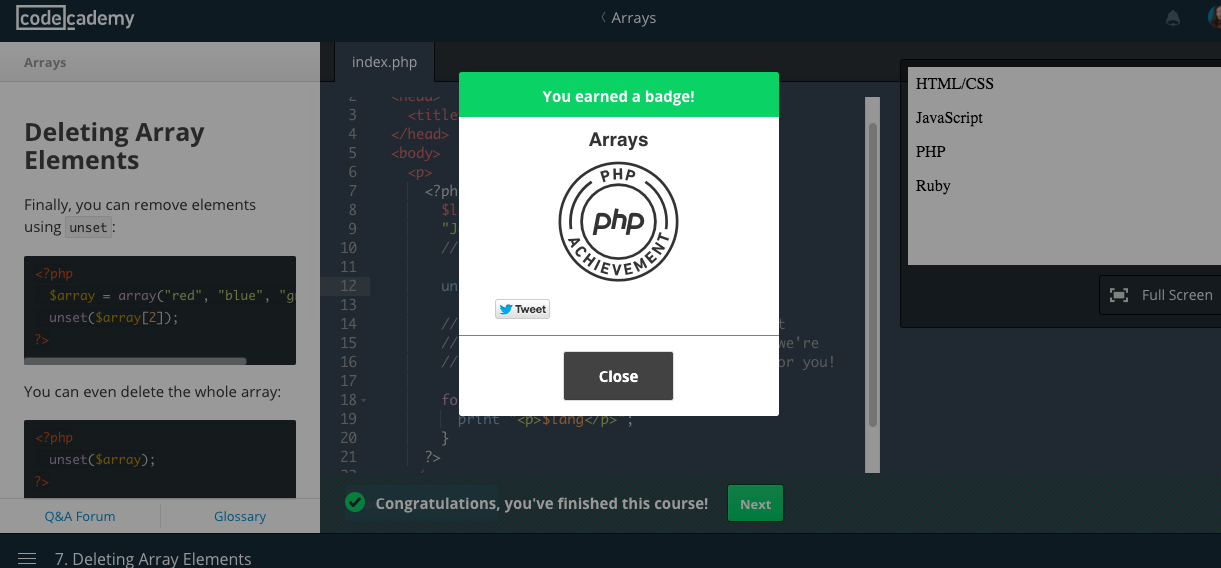 codecademy
〈 Arrays
Arrays
Deleting Array
Elements
Finally, you can remove elements
using unset:
<?php
$array = array("red", "blue", "g
unset($array[2]);
?>
You can even delete the whole array:
<?php
unset($array);
?>
Q&A Forum
Glossary
index.php
2 <head>
3 <title
4 </head>
5 <body>
6 <p>
7 <?ph
8 $l
9 "J
10 //
11
12 un
13
14 // t
15 // we're
16 // or you!
17
18 fo
19 print "<p>$lang</p>";
20 }
21 ?>
You earned a badge!
Arrays
PHP
php
ACHIEVEMENT
Tweet
Close
HTML/CSS
JavaScript
PHP
Ruby
Full Screen
Congratulations, you've finished this course!
Next
7. Deleting Array Elements